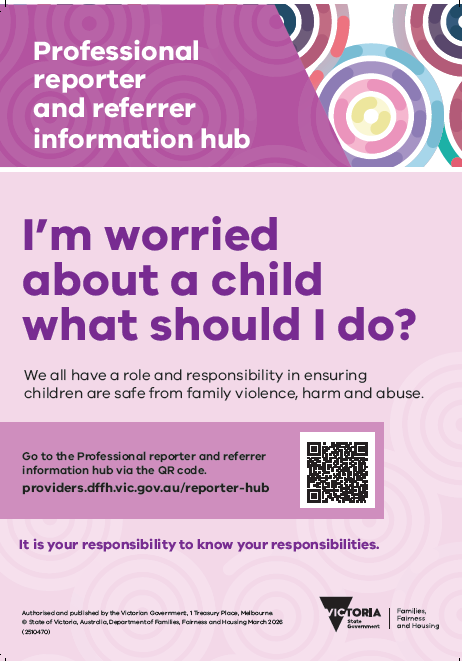 Professional
reporter
and referrer
information hub
I'm worried
about a child
what should I do?
We all have a role and responsibility in ensuring
children are safe from family violence, harm and abuse.
Go to the Professional reporter and referrer
information hub via the QR code.
providers.dffh.vic.gov.au/reporter-hub
It is your responsibility to know your responsibilities.
Authorised and published by the Victorian Government, 1 Treasury Place, Melbourne.
© State of Victoria, Australia, Department of Families, Fairness and Housing March 2026
(2510470)
VICTORIA
State
Government
Families,
Fairness
and Housing